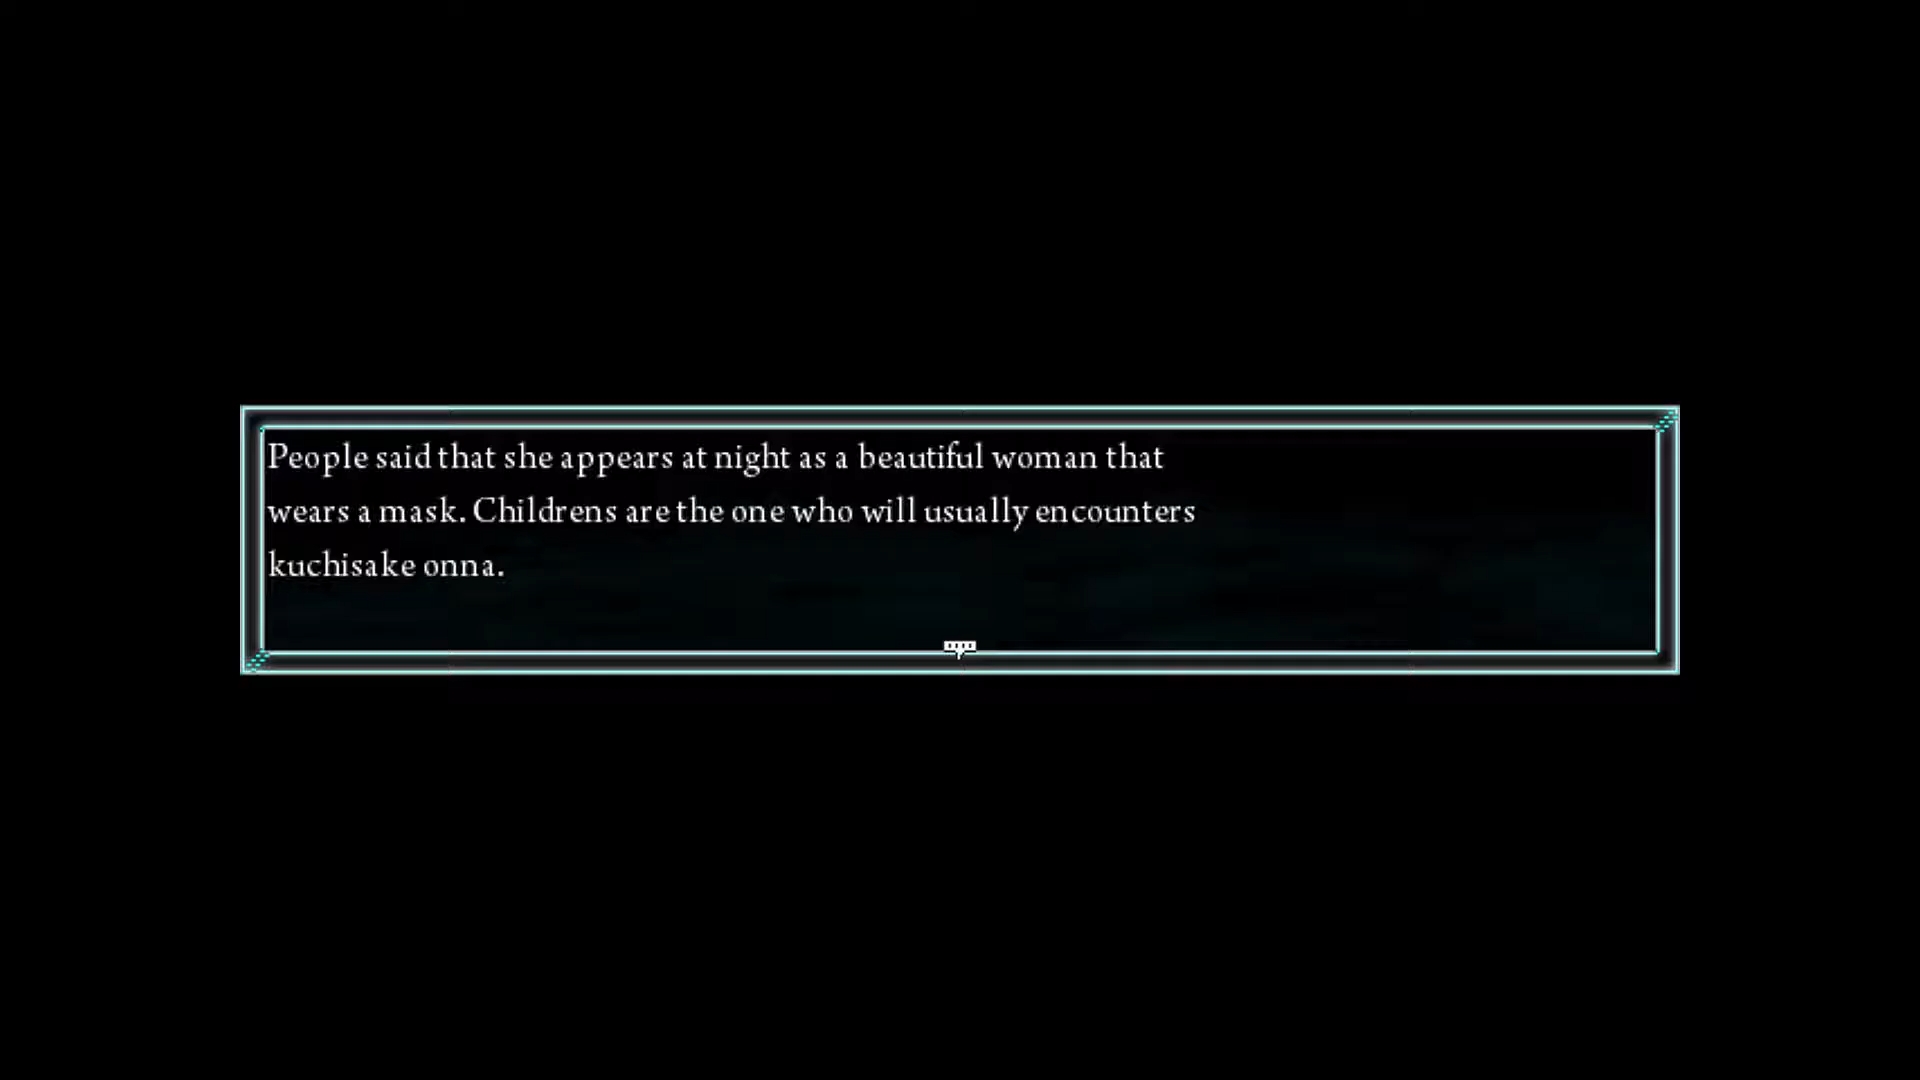 People said that she appears at night as a beautiful woman that
wears a mask. Childrens are the one who will usually encounters
kuchisake onna.